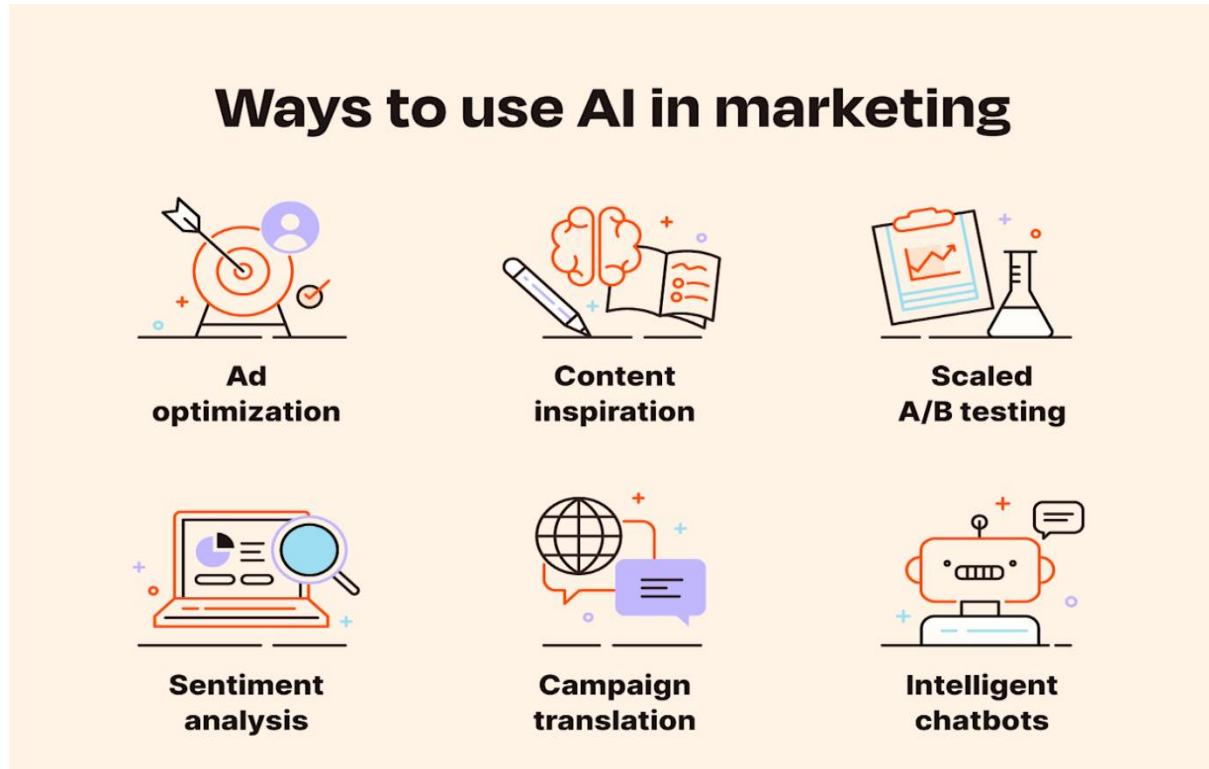 Ways to use AI in marketing
Ad
optimization
Content
inspiration
Scaled
A/B testing
Sentiment
analysis
Campaign
translation
Intelligent
chatbots